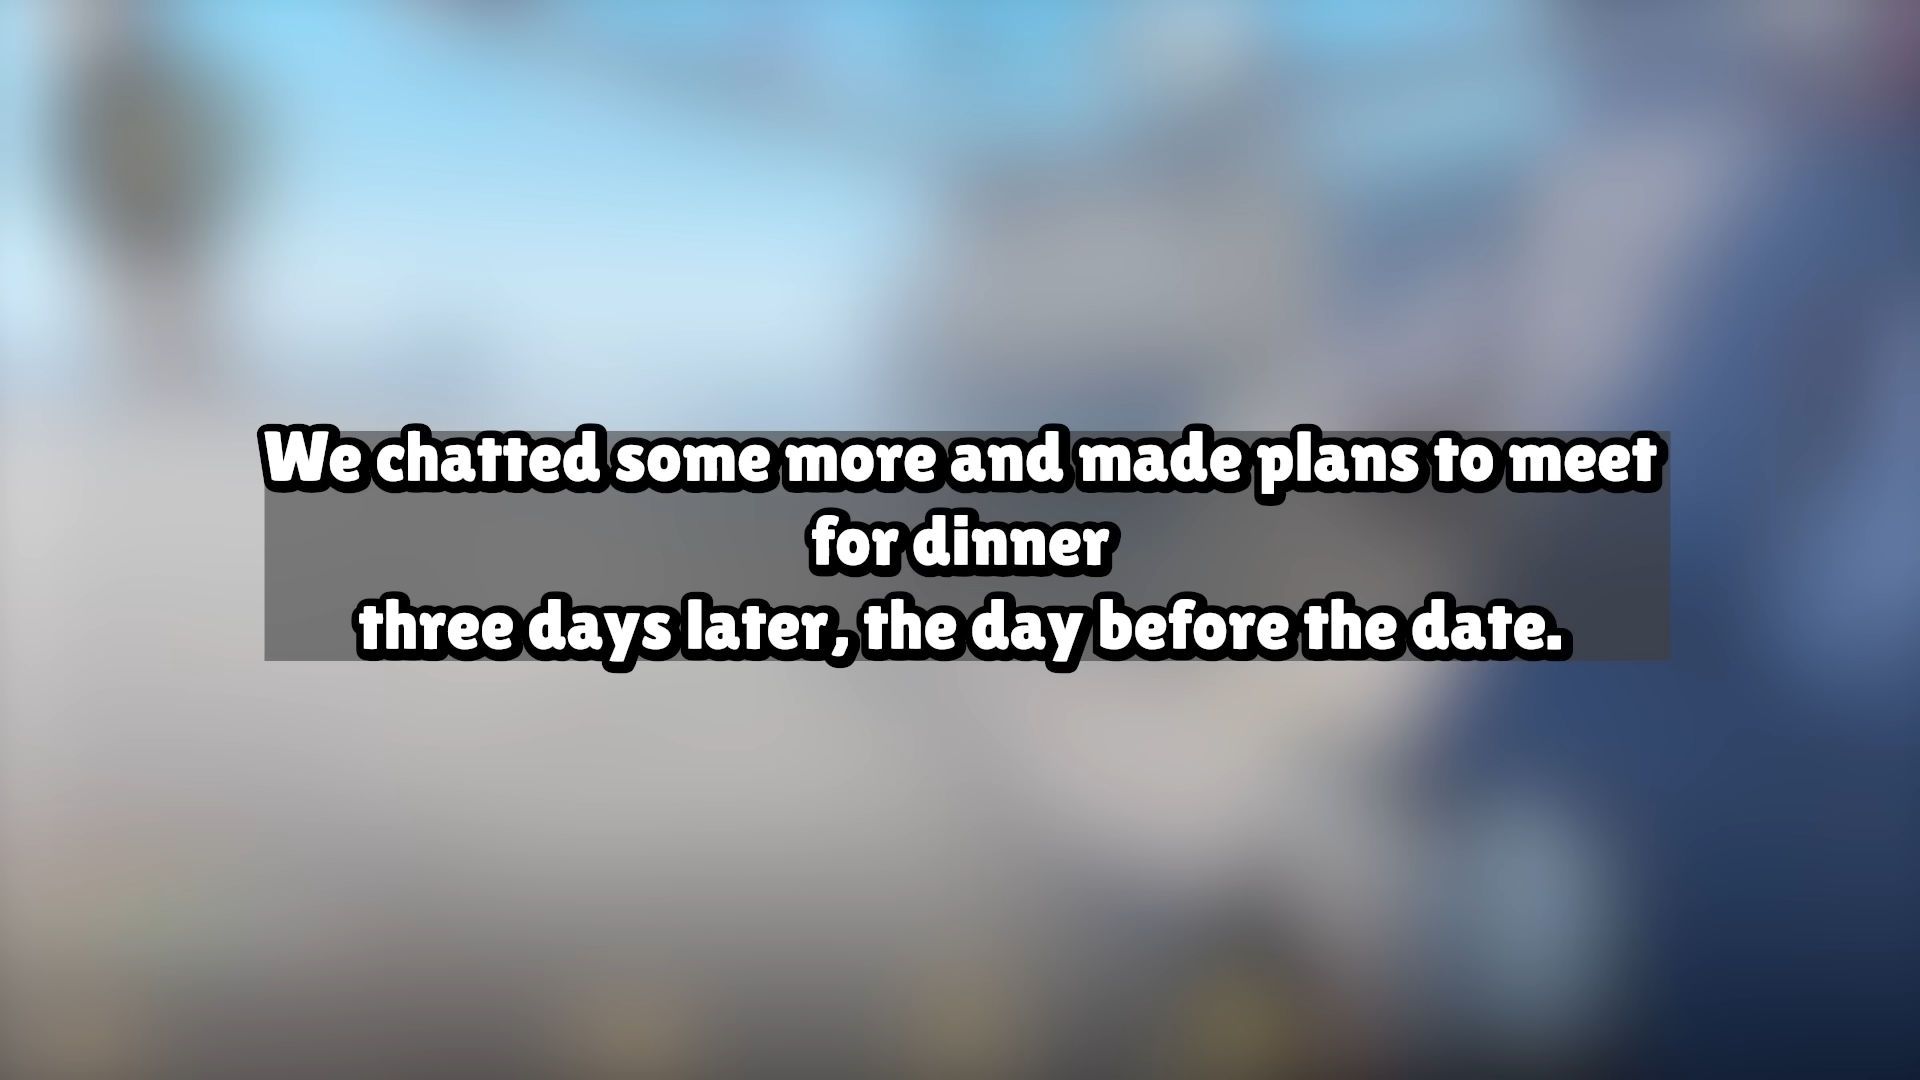 We chatted some more and made plans to meet
for dinner
three days later, the day before the date.